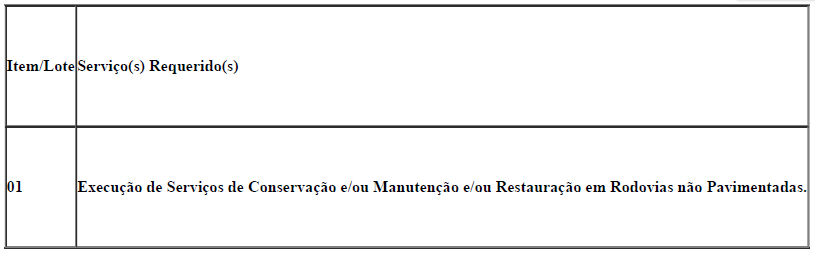 Item/Lote Serviço(s) Requerido(s)
01 Execução de Serviços de Conservação e/ou Manutenção e/ou Restauração em Rodovias não Pavimentadas.